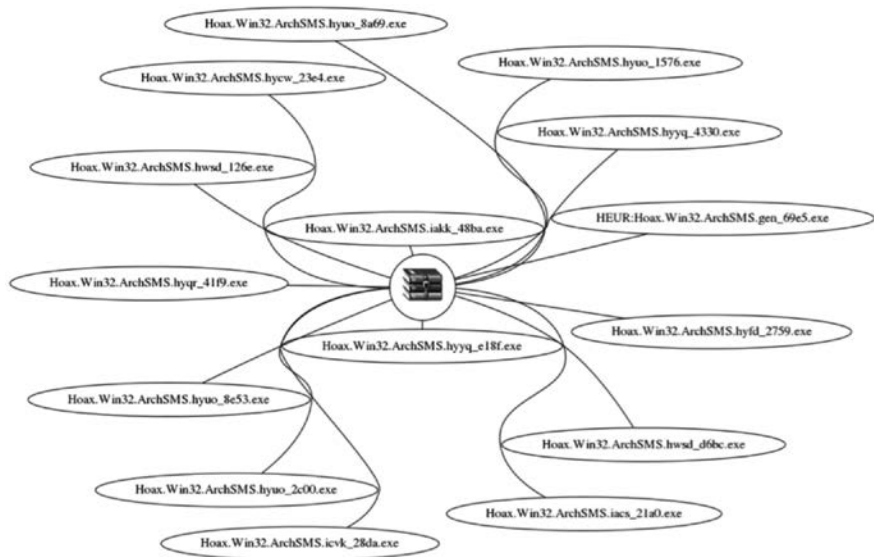 Hoax.Win32.ArchSMS.hyuo_8a69.exe
Hoax.Win32.ArchSMS.hyuo_1576.exe
Hoax.Win32.ArchSMS.hycw_23e4.exe
Hoax.Win32.ArchSMS.hyyq_4330.exe
Hoax.Win32.ArchSMS.hwsd_126e.exe
HEUR:Hoax.Win32.ArchSMS.gen_69e5.exe
Hoax.Win32.ArchSMS.iakk_48ba.exe
Hoax.Win32.ArchSMS.hyqr_41f9.exe
Hoax.Win32.ArchSMS.hyfd_2759.exe
Hoax.Win32.ArchSMS.hyyq_e18f.exe
Hoax.Win32.ArchSMS.hyuo_8e53.exe
Hoax.Win32.ArchSMS.hwsd_d6bc.exe
Hoax.Win32.ArchSMS.hyuo_2c00.exe
Hoax.Win32.ArchSMS.iacs_21a0.exe
Hoax.Win32.ArchSMS.icvk_28da.exe